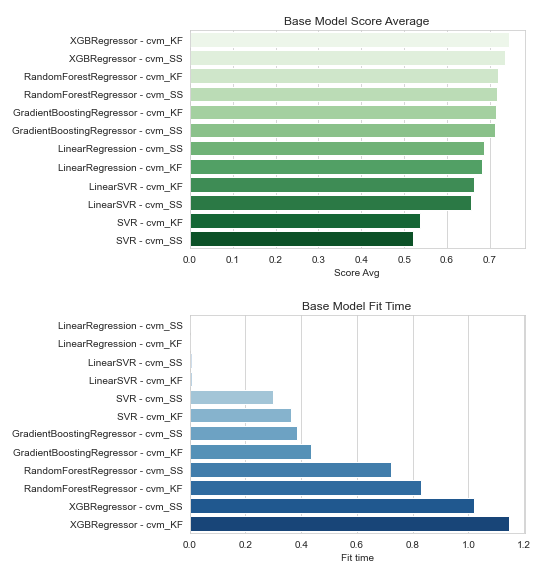 Base Model Score Average
XGBRegressor - cvm_KF
XGBRegressor - cvm_SS
RandomForestRegressor - cvm_KF
RandomForestRegressor - cvm_SS
GradientBoostingRegressor - cvm_KF
GradientBoostingRegressor - cvm_SS
LinearRegression - cvm_SS
LinearRegression - cvm_KF
LinearSVR - cvm_KF
LinearSVR - cvm_SS
SVR - cvm_KF
SVR - cvm_SS
0.0 0.1 0.2 0.3 0.4 0.5 0.6 0.7
Score Avg
Base Model Fit Time
LinearRegression - cvm_SS
LinearRegression - cvm_KF
LinearSVR - cvm_SS
LinearSVR - cvm_KF
SVR - cvm_SS
SVR - cvm_KF
GradientBoostingRegressor - cvm_SS
GradientBoostingRegressor - cvm_KF
RandomForestRegressor - cvm_SS
RandomForestRegressor - cvm_KF
XGBRegressor - cvm_SS
XGBRegressor - cvm_KF
0.0 0.2 0.4 0.6 0.8 1.0 1.2
Fit time